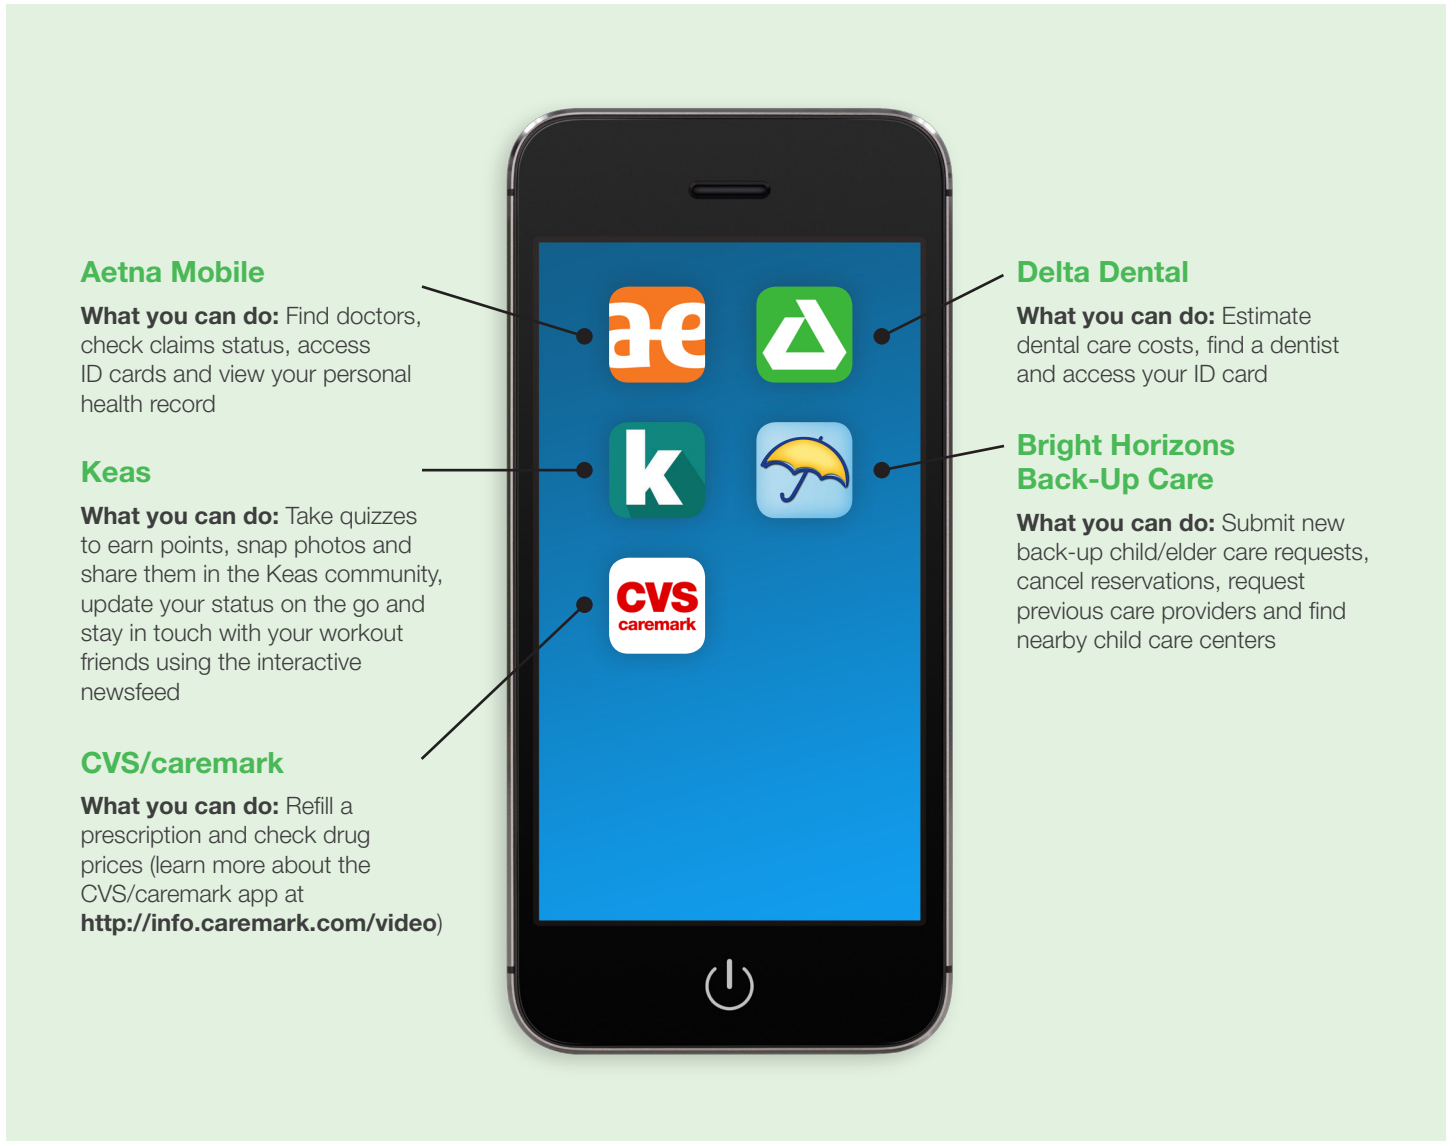 Aetna Mobile
What you can do: Find doctors,
check claims status, access
ID cards and view your personal
health record
Keas
What you can do: Take quizzes
to earn points, snap photos and
share them in the Keas community,
update your status on the go and
stay in touch with your workout
friends using the interactive
newsfeed
CVS/caremark
What you can do: Refill a
prescription and check drug
prices (learn more about the
CVS/caremark app at
http://info.caremark.com/video)
ae
k
CVS
caremark
Delta Dental
What you can do: Estimate
dental care costs, find a dentist
and access your ID card
Bright Horizons
Back-Up Care
What you can do: Submit new
back-up child/elder care requests,
cancel reservations, request
previous care providers and find
nearby child care centers